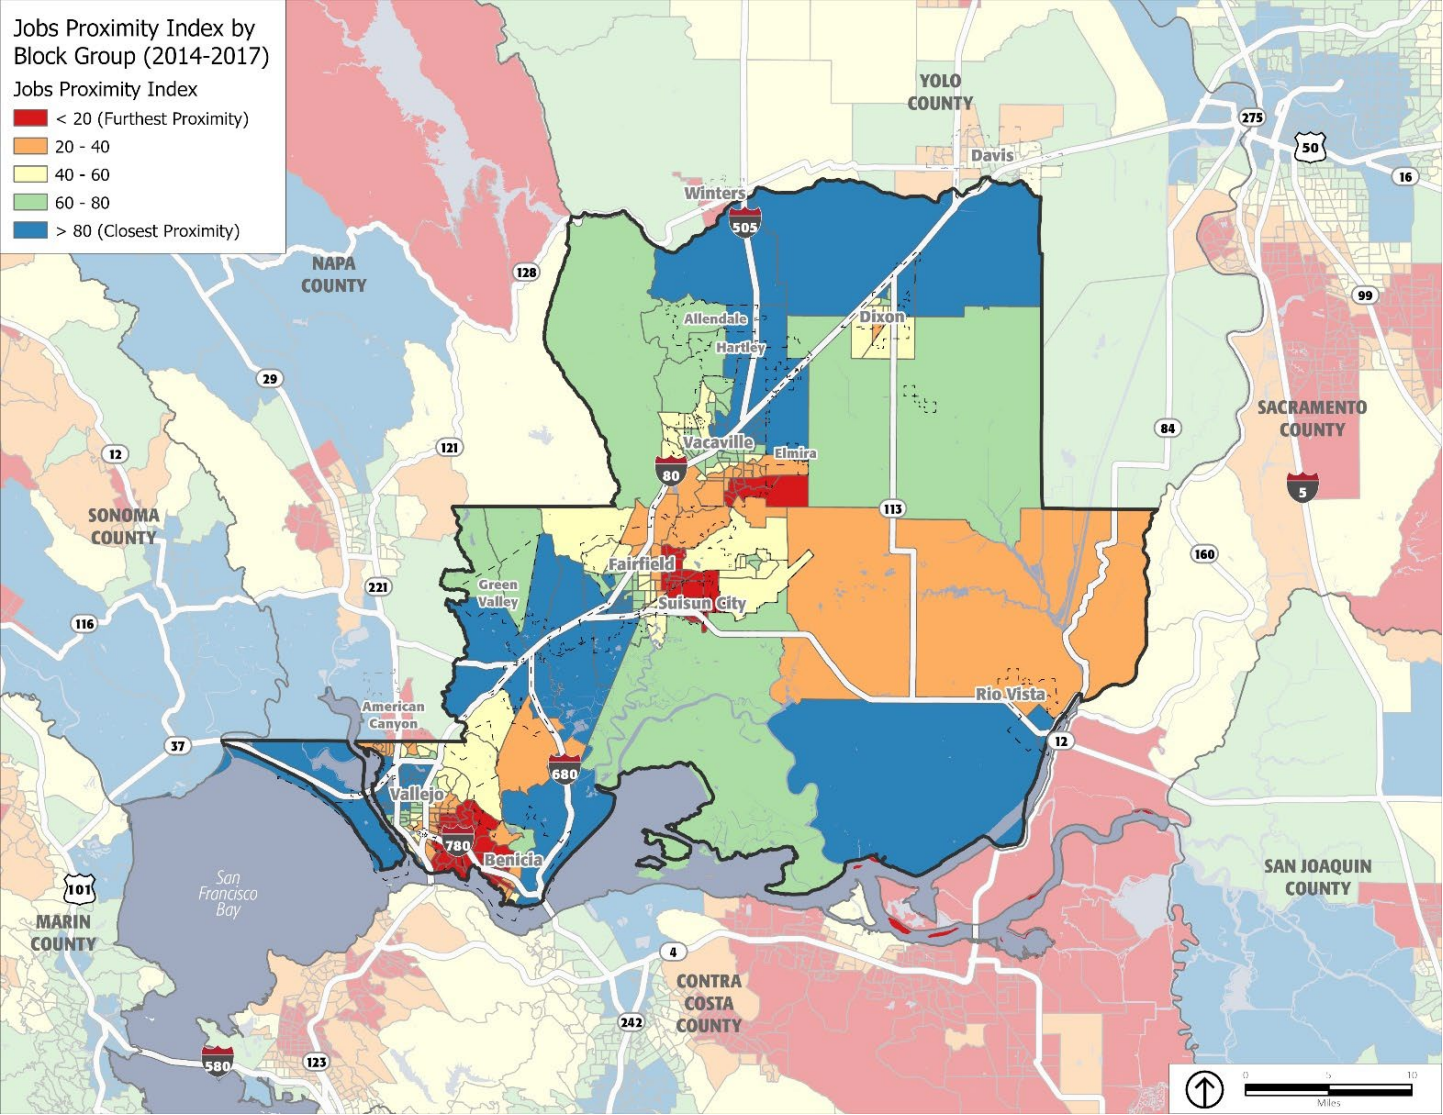 Jobs Proximity Index by
Block Group (2014-2017)
Jobs Proximity Index
< 20 (Furthest Proximity)
20 - 40
40 - 60
60 - 80
> 80 (Closest Proximity)
YOLO
COUNTY
275
50
16
Davis
Winters
505
NAPA
COUNTY
128
99
Allendale
Dixon
Hartley
29
SACRAMENTO
COUNTY
84
12
121
Vacaville
Elmira
80
5
SONOMA
COUNTY
113
160
Fairfield
221
Green
Valley
Suisun City
116
American
Canyon
Rio Vista
37
12
680
Vallejo
780
Benicia
San
Francisco
Bay
101
MARIN
COUNTY
SAN JOAQUIN
COUNTY
4
CONTRA
COSTA
COUNTY
242
580
123
0 5 10
Miles